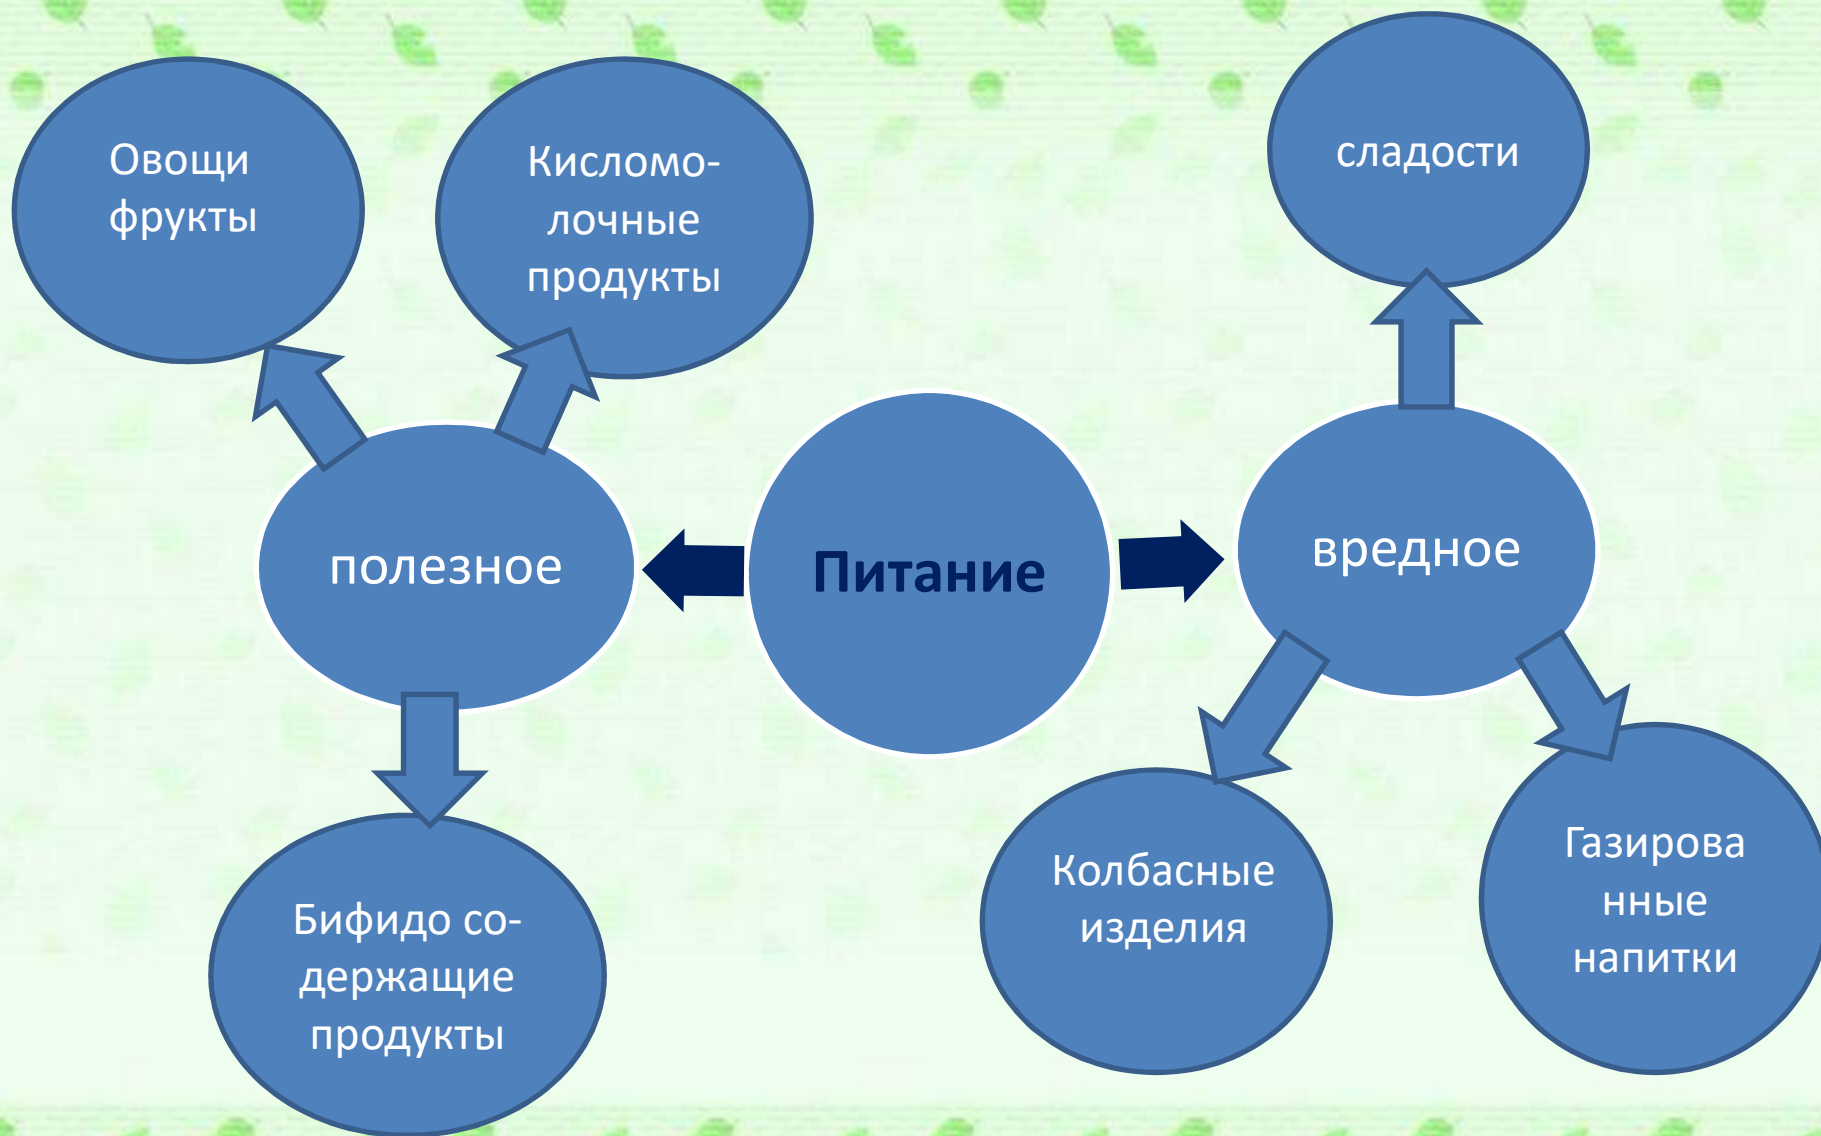 Овощи
фрукты
Кисломо-
лочные
продукты
сладости
полезное
Питание
вредное
Бифидо со-
держащие
продукты
Колбасные
изделия
Газирова
нные
напитки